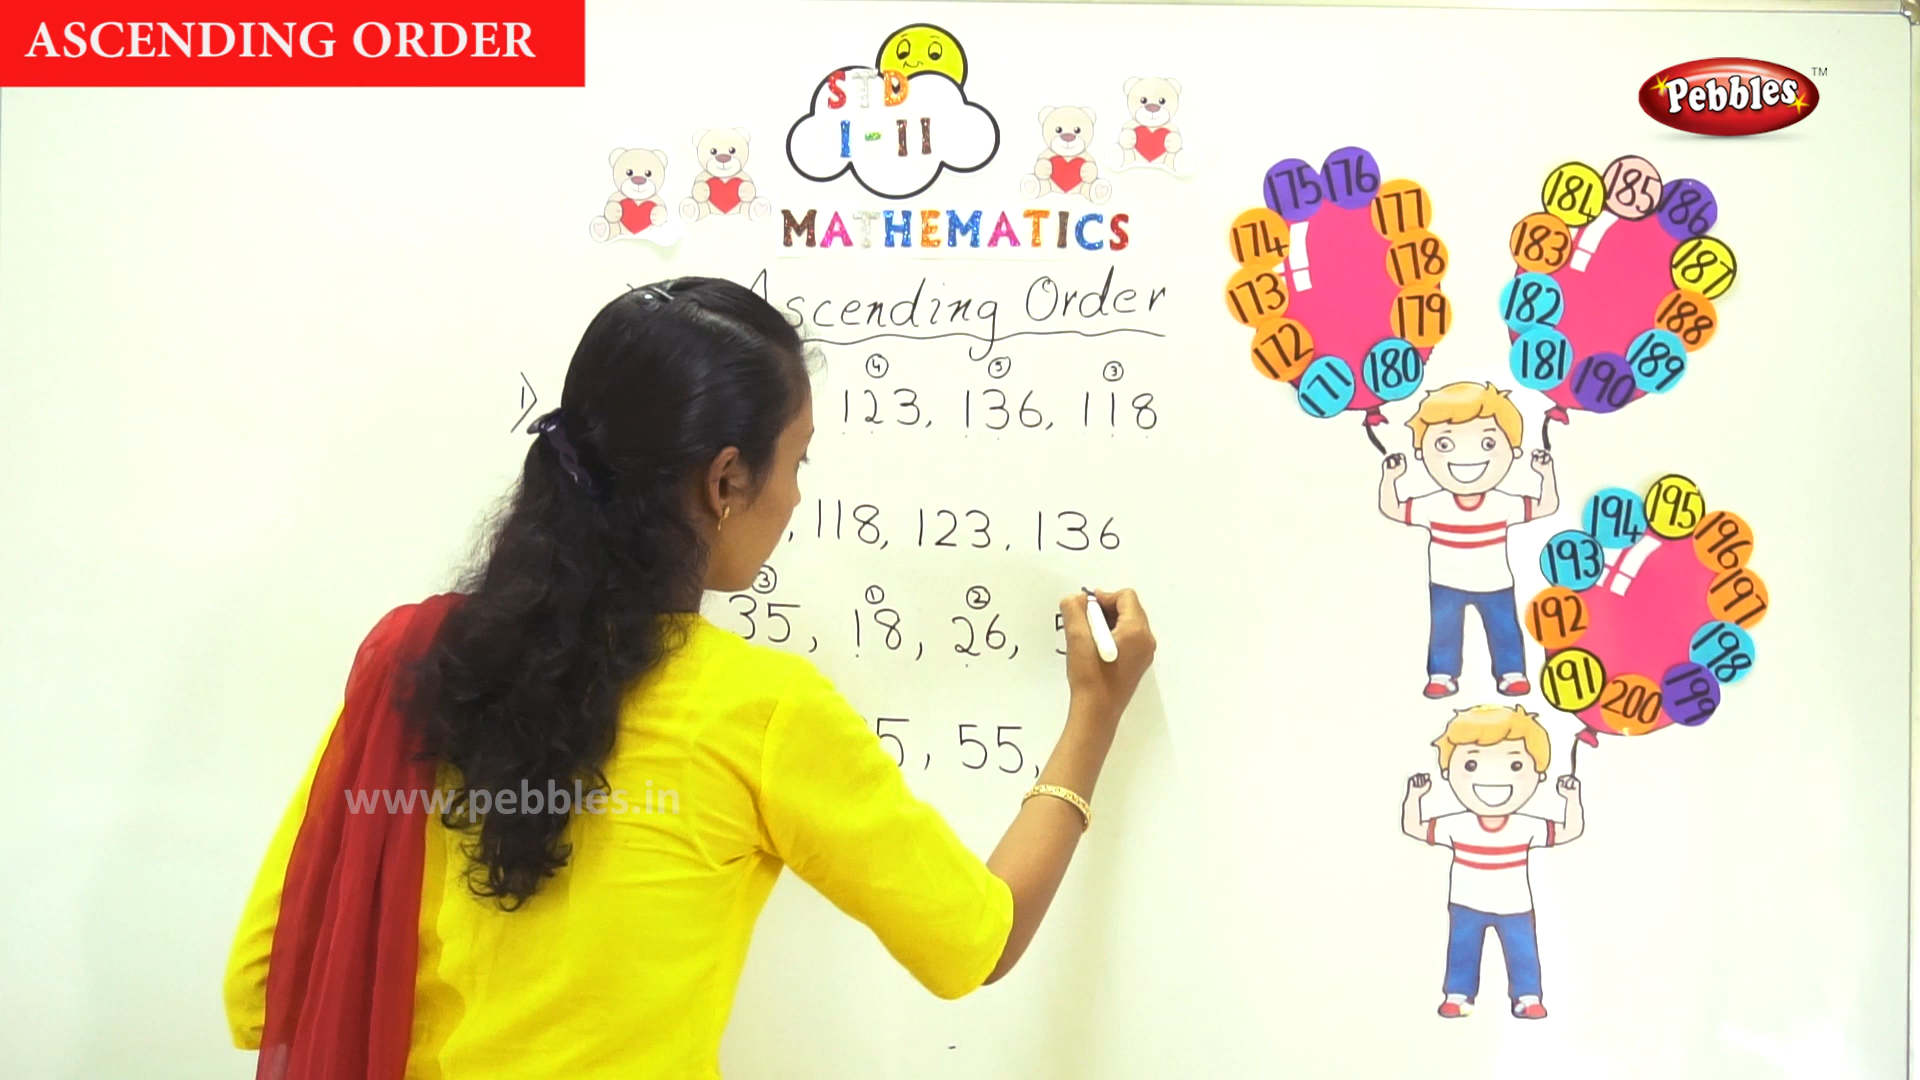 ASCENDING ORDER
Pebbles™
STD
I-II
MATHEMATICS
Ascending Order
1) ④ ⑤ ③
123, 136, 118
, 118, 123, 136
③ ① ②
35, 18, 26, 5
5, 55,
www.pebbles.in
175 176 177
174 178
173 179
172 180
171
184 185 186
183 187
182 188
181 190 189
194 195 196
193 197
192 198
191 200 199